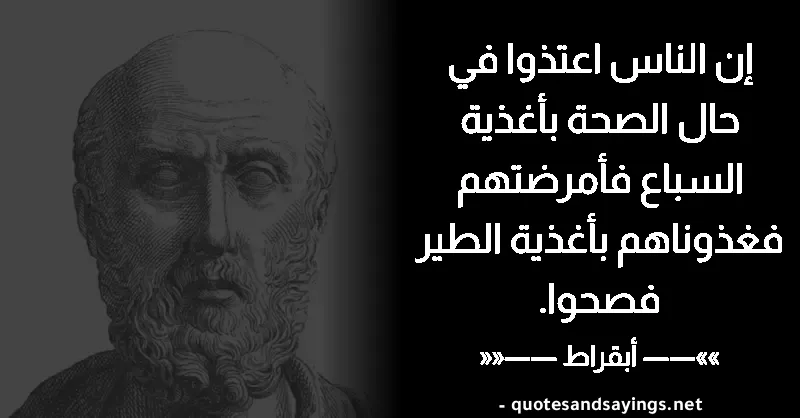 إن الناس اعتذوا في
حال الصحة بأغذية
السباع فأمرضتهم
فغذوناهم بأغذية الطير
فصحوا.
»»—— أبقراط ——««
- quotesandsayings.net